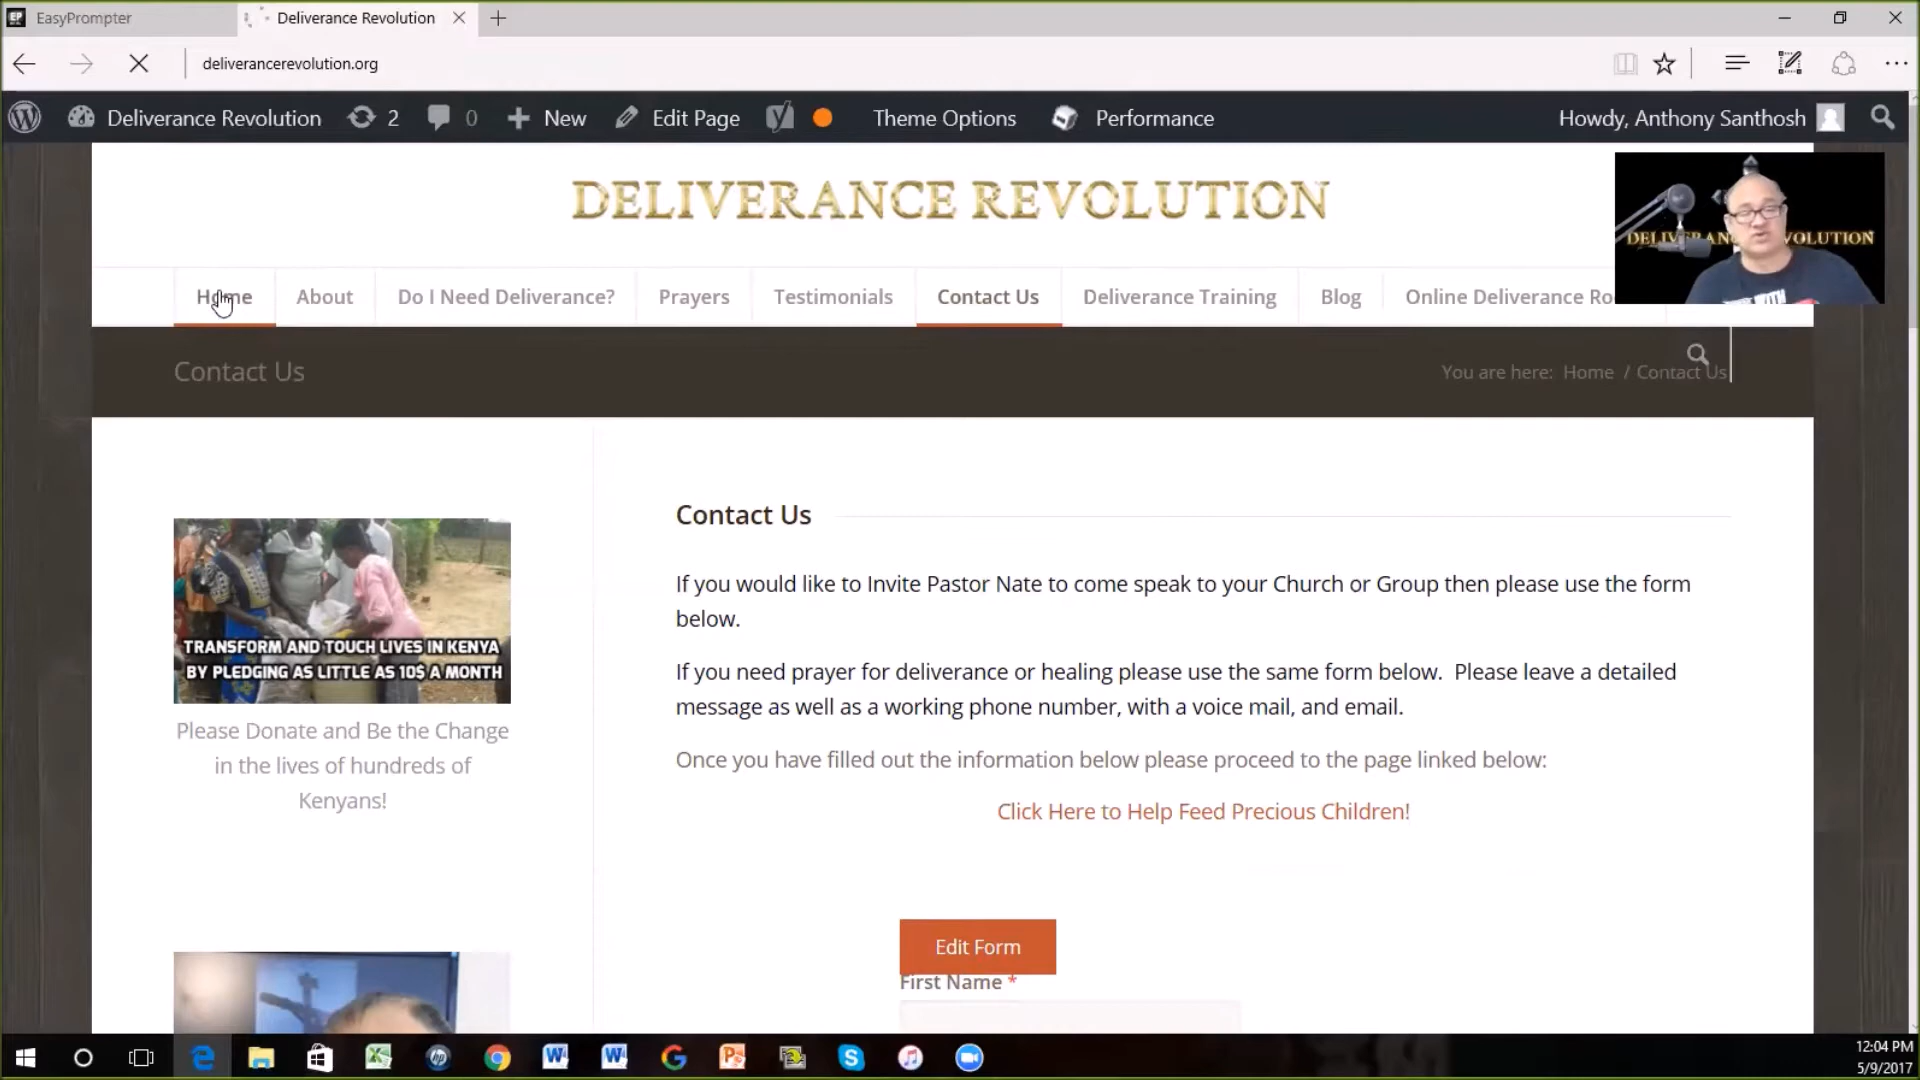 EasyPrompter
Deliverance Revolution
deliverancerevolution.org
Deliverance Revolution 2 0 New Edit Page Theme Options Performance Howdy, Anthony Santhosh
DELIVERANCE REVOLUTION
Home About Do I Need Deliverance? Prayers Testimonials Contact Us Deliverance Training Blog Online Deliverance Ro
Contact Us
You are here: Home / Contact Us
TRANSFORM AND TOUCH LIVES IN KENYA
BY PLEDGING AS LITTLE AS 10$ A MONTH
Please Donate and Be the Change
in the lives of hundreds of
Kenyans!
Contact Us
If you would like to Invite Pastor Nate to come speak to your Church or Group then please use the form
below.
If you need prayer for deliverance or healing please use the same form below. Please leave a detailed
message as well as a working phone number, with a voice mail, and email.
Once you have filled out the information below please proceed to the page linked below:
Click Here to Help Feed Precious Children!
Edit Form
First Name *
12:04 PM
5/9/2017